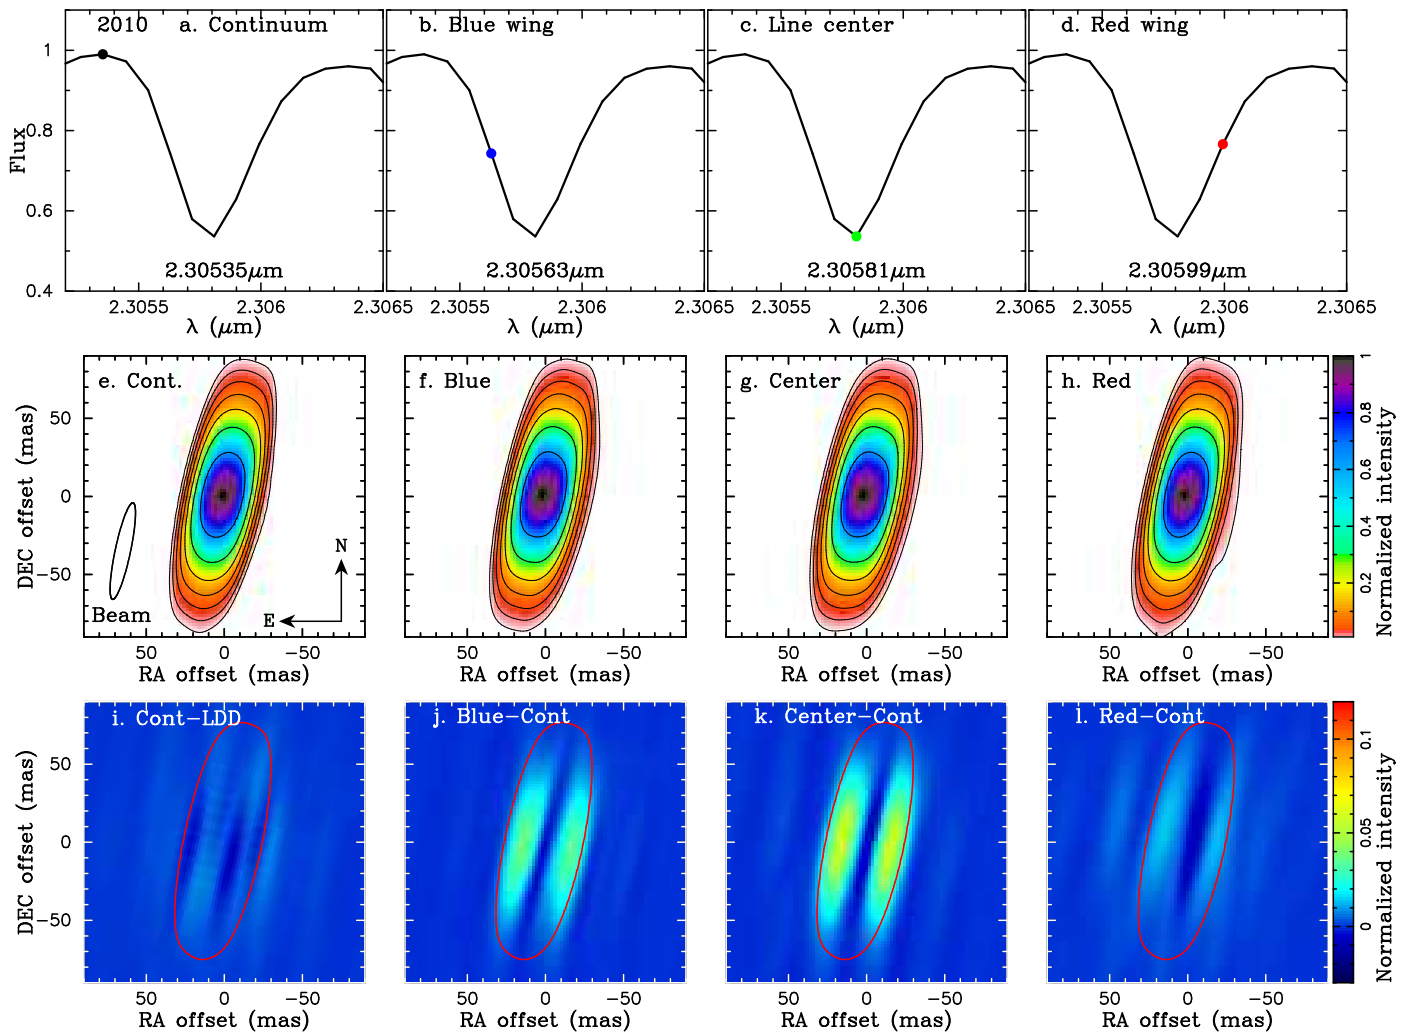 2010 a. Continuum b. Blue wing c. Line center d. Red wing
1
0.8
0.6
0.4
Flux
2.30535μm 2.30563μm 2.30581μm 2.30599μm
2.3055 2.306 2.3065 2.3055 2.306 2.3065 2.3055 2.306 2.3065 2.3055 2.306 2.3065
λ (μm) λ (μm) λ (μm) λ (μm)
e. Cont. f. Blue g. Center h. Red
50
0
−50
DEC offset (mas)
N
E
Beam
50 0 −50 50 0 −50 50 0 −50 50 0 −50
RA offset (mas) RA offset (mas) RA offset (mas) RA offset (mas)
1
0.8
0.6
0.4
0.2
Normalized intensity
i. Cont−LDD j. Blue−Cont k. Center−Cont l. Red−Cont
50
0
−50
DEC offset (mas)
50 0 −50 50 0 −50 50 0 −50 50 0 −50
RA offset (mas) RA offset (mas) RA offset (mas) RA offset (mas)
0.1
0.05
0
Normalized intensity